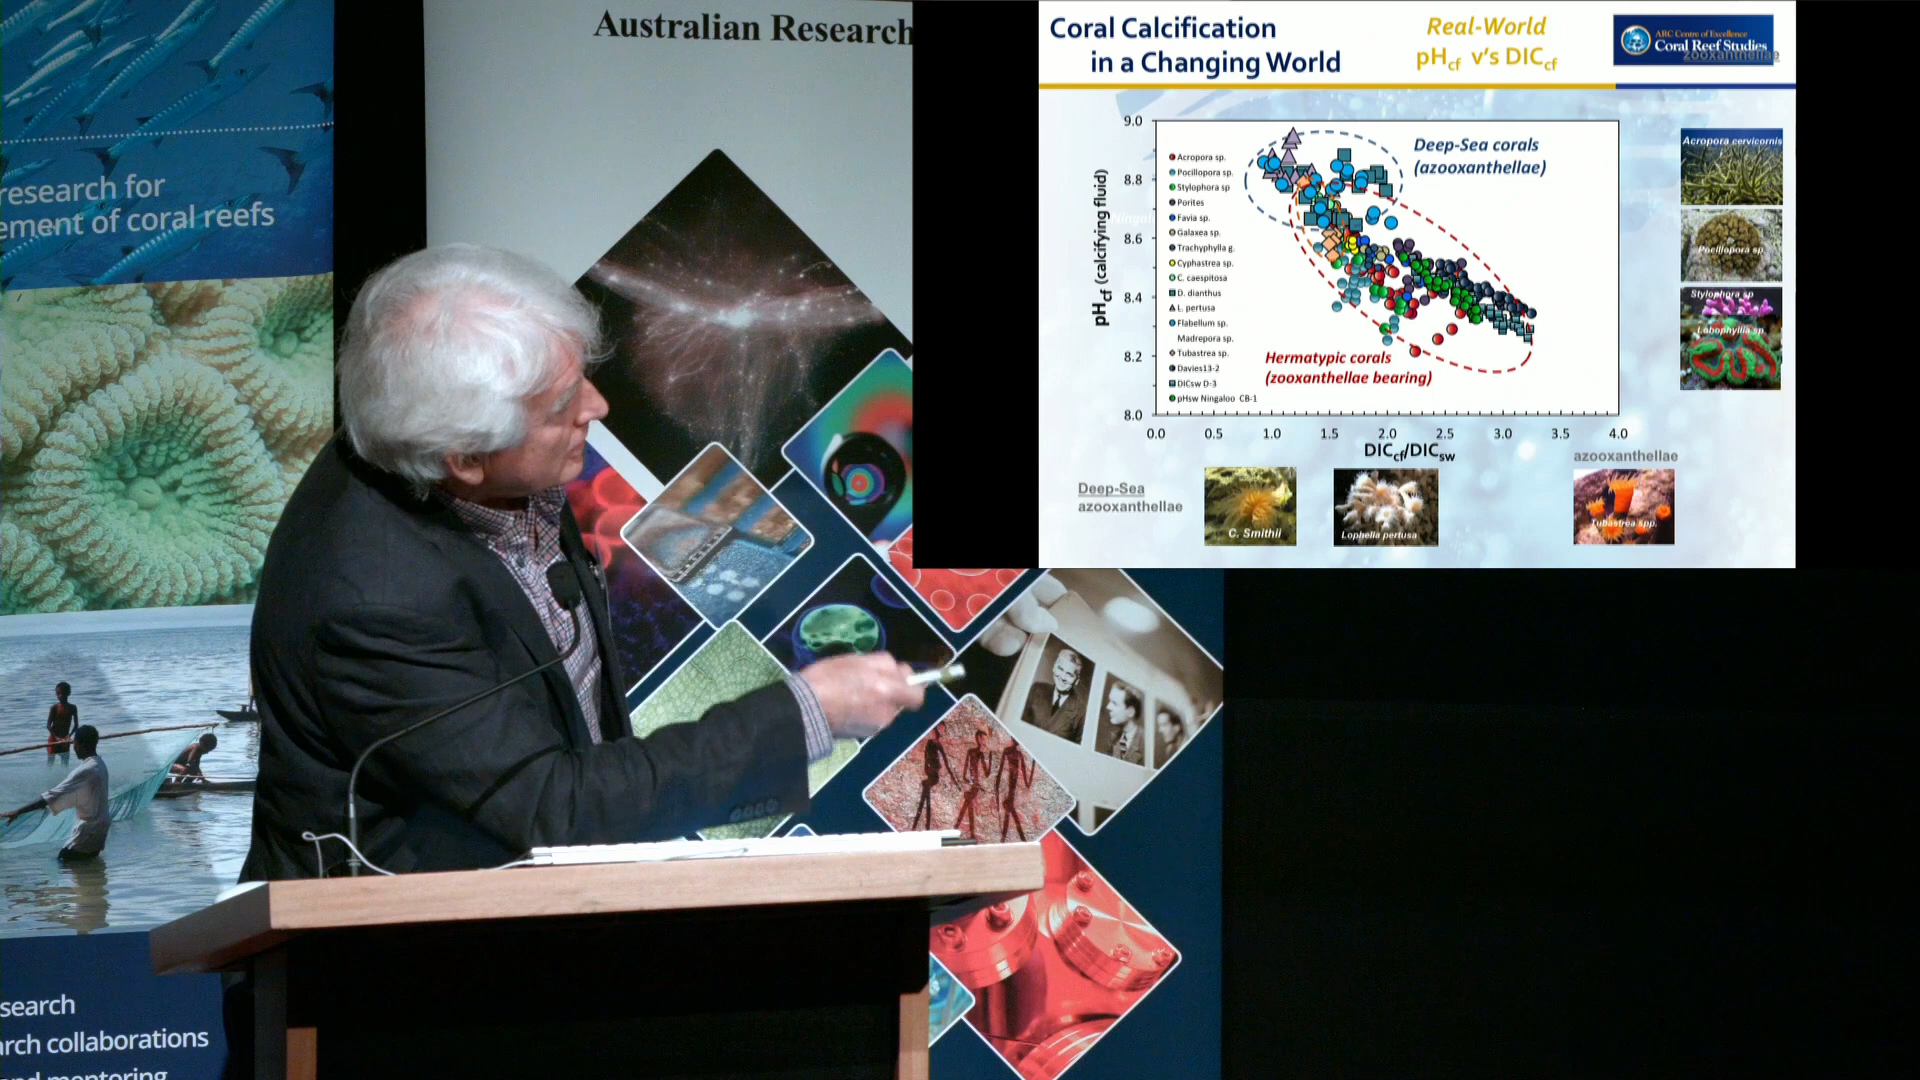 research for
ement of coral reefs
search
arch collaborations
and mentoring
Australian Research
Coral Calcification
in a Changing World
Real-World
pHcf v's DICcf
ARC Centre of Excellence
Coral Reef Studies
zooxanthellae
9.0
8.8
8.6
8.4
8.2
8.0
pHcf (calcifying fluid)
Acropora sp.
Pocillopora sp.
Stylophora sp
Porites
Favia sp.
Galaxea sp.
Trachyphylla g.
Cyphastrea sp.
C. caespitosa
D. dianthus
L. pertusa
Flabellum sp.
Madrepora sp.
Tubastrea sp.
Davies13-2
DICsw D-3
pHsw Ningaloo CB-1
Deep-Sea corals
(azooxanthellae)
Hermatypic corals
(zooxanthellae bearing)
0.0 0.5 1.0 1.5 2.0 2.5 3.0 3.5 4.0
DICcf/DICsw
Acropora cervicornis
Pocillopora sp
Stylophora sp
Lobophyllia sp
azooxanthellae
Deep-Sea
azooxanthellae
C. Smithii
Lophelia pertusa
Tubastrea spp.